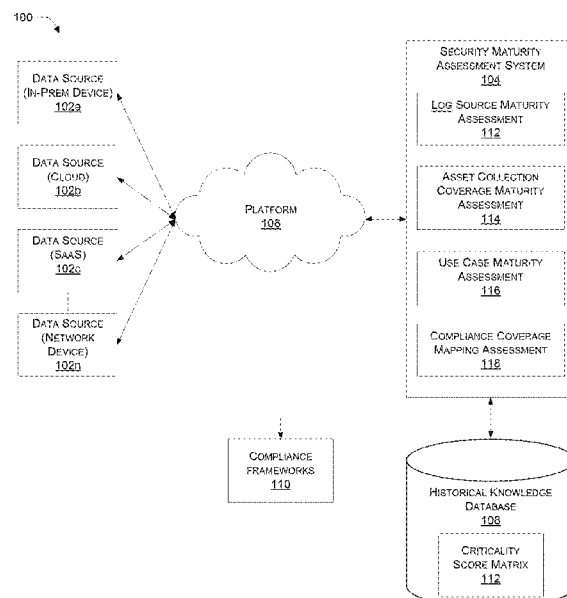 100
DATA SOURCE
(IN-PREM DEVICE)
102a
DATA SOURCE
(CLOUD)
102b
DATA SOURCE
(SAAS)
102c
DATA SOURCE
(NETWORK
DEVICE)
102n
PLATFORM
106
COMPLIANCE
FRAMEWORKS
110
SECURITY MATURITY
ASSESSMENT SYSTEM
104
LOG SOURCE MATURITY
ASSESSMENT
112
ASSET COLLECTION
COVERAGE MATURITY
ASSESSMENT
114
USE CASE MATURITY
ASSESSMENT
116
COMPLIANCE COVERAGE
MAPPING ASSESSMENT
118
HISTORICAL KNOWLEDGE
DATABASE
108
CRITICALITY
SCORE MATRIX
112